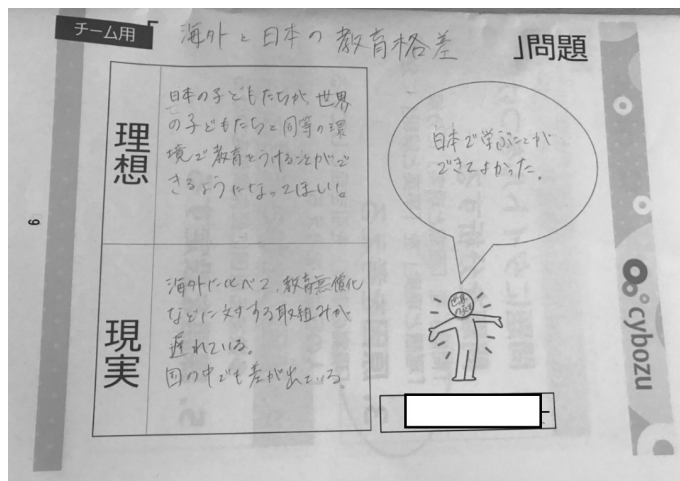 チーム用
「海外と日本の教育格差」問題
理想
日本の子どもたちが、世界
の子どもたちと同等の環
境で教育をうけることがで
きるようになってほしい。
日本で学ぶことが
できてよかった。
現実
海外に比べて、教育無償化
などに対する取組みが
遅れている。
国の中でも差が出ている。
世界
9
cybozu